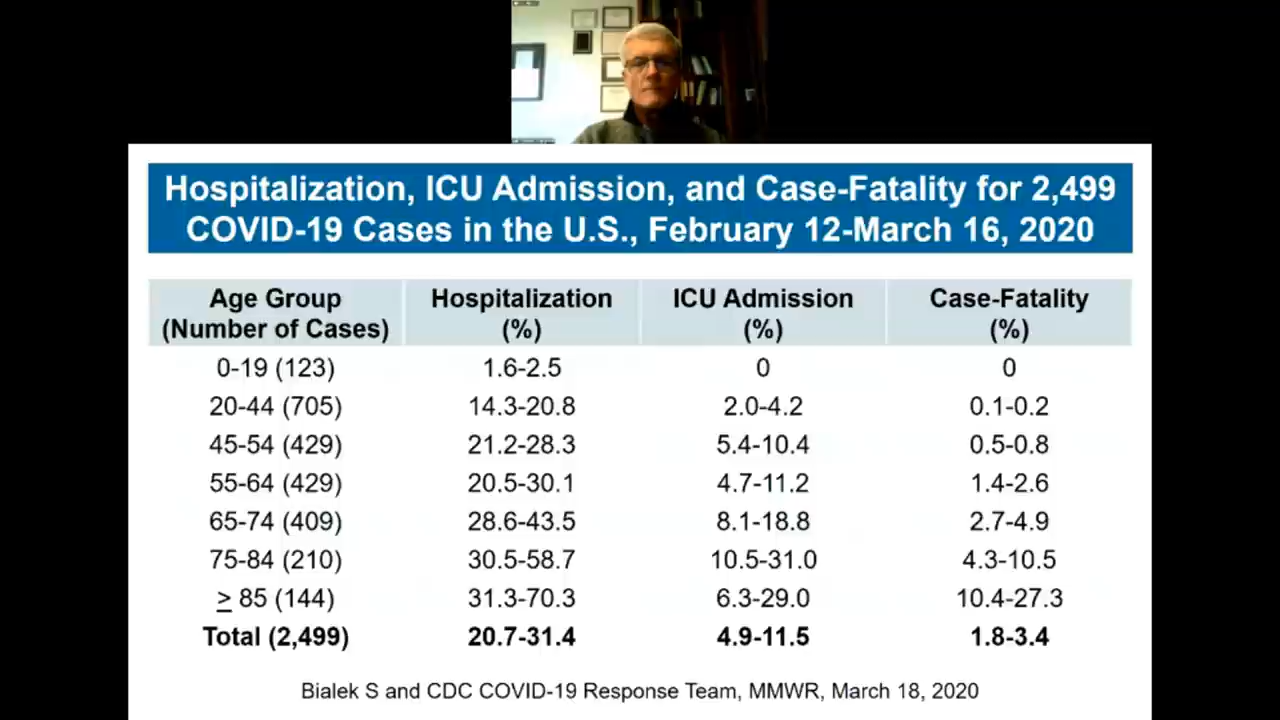 Hospitalization, ICU Admission, and Case-Fatality for 2,499
COVID-19 Cases in the U.S., February 12-March 16, 2020
Age Group Hospitalization ICU Admission Case-Fatality
(Number of Cases) (%) (%) (%)
0-19 (123) 1.6-2.5 0 0
20-44 (705) 14.3-20.8 2.0-4.2 0.1-0.2
45-54 (429) 21.2-28.3 5.4-10.4 0.5-0.8
55-64 (429) 20.5-30.1 4.7-11.2 1.4-2.6
65-74 (409) 28.6-43.5 8.1-18.8 2.7-4.9
75-84 (210) 30.5-58.7 10.5-31.0 4.3-10.5
≥ 85 (144) 31.3-70.3 6.3-29.0 10.4-27.3
Total (2,499) 20.7-31.4 4.9-11.5 1.8-3.4
Bialek S and CDC COVID-19 Response Team, MMWR, March 18, 2020